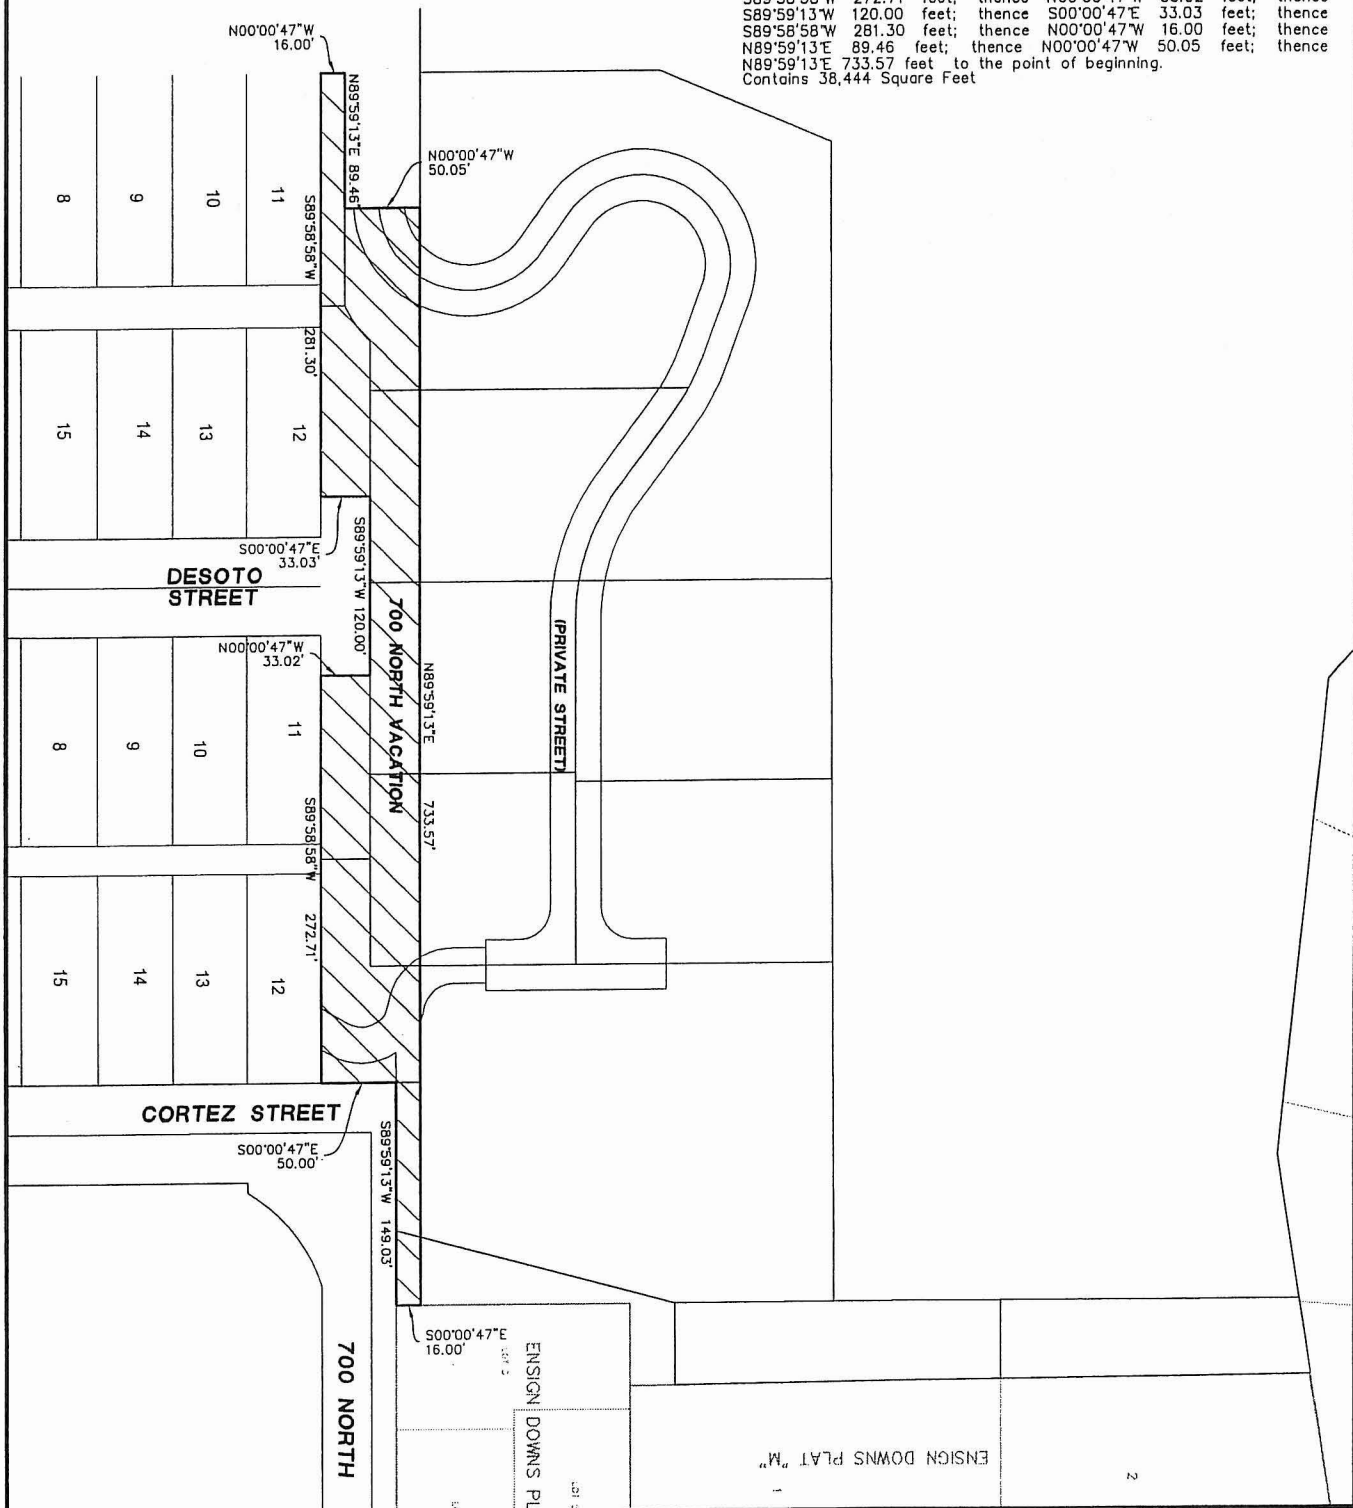 S89°59'13"W 120.00 feet; thence S00°00'47"E 33.03 feet; thence
S89°58'58"W 281.30 feet; thence N00°00'47"W 16.00 feet; thence
N89°59'13"E 89.46 feet; thence N00°00'47"W 50.05 feet; thence
N89°59'13"E 733.57 feet to the point of beginning.
Contains 38,444 Square Feet
N00°00'47"W
16.00'
N89°59'13"E 89.46'
N00°00'47"W
50.05'
8
9
10
11
S89°58'58"W 281.30'
15
14
13
12
S00°00'47"E
33.03'
S89°59'13"W 120.00'
DESOTO
STREET
700 NORTH VACATION
(PRIVATE STREET)
N00°00'47"W
33.02'
N89°59'13"E 733.57'
8
9
10
11
S89°58'58"W 272.71'
15
14
13
12
CORTEZ STREET
S00°00'47"E
50.00'
S89°59'13"W 149.03'
S00°00'47"E
16.00'
700 NORTH
ENSIGN DOWNS PL
ENSIGN DOWNS PLAT "M"
1
2